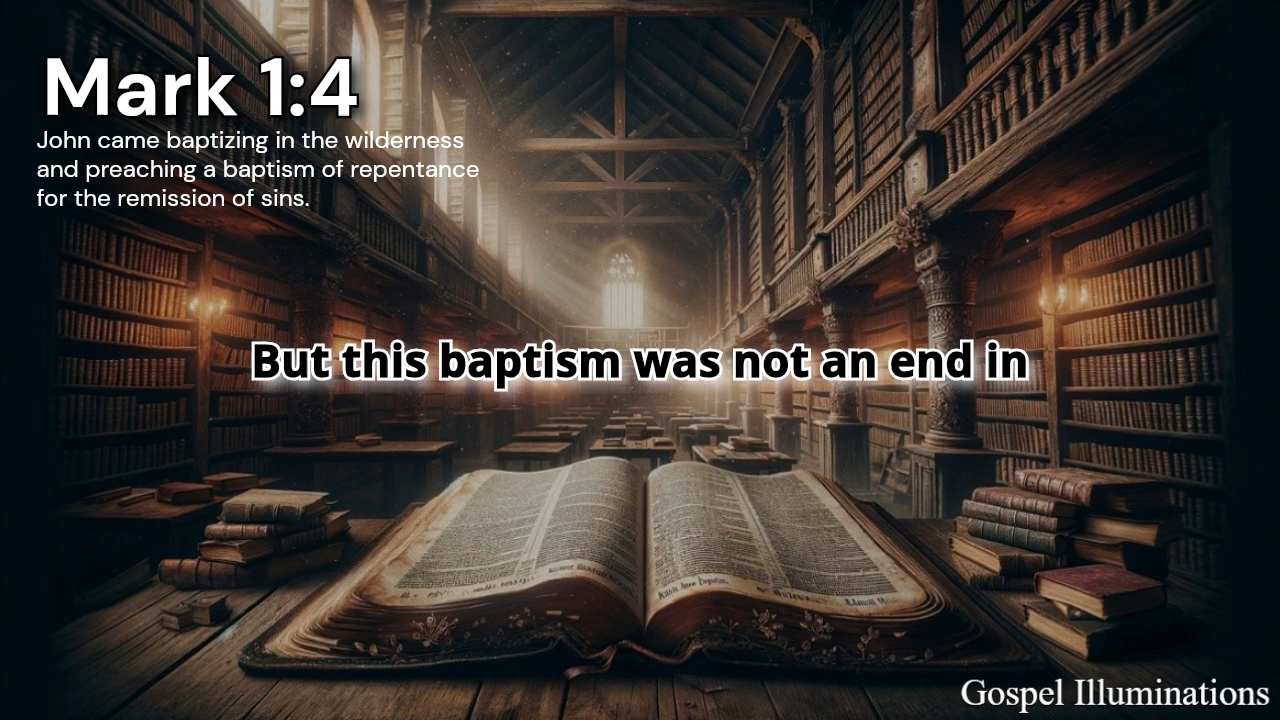 Mark 1:4
John came baptizing in the wilderness
and preaching a baptism of repentance
for the remission of sins.
But this baptism was not an end in
Gospel Illuminations